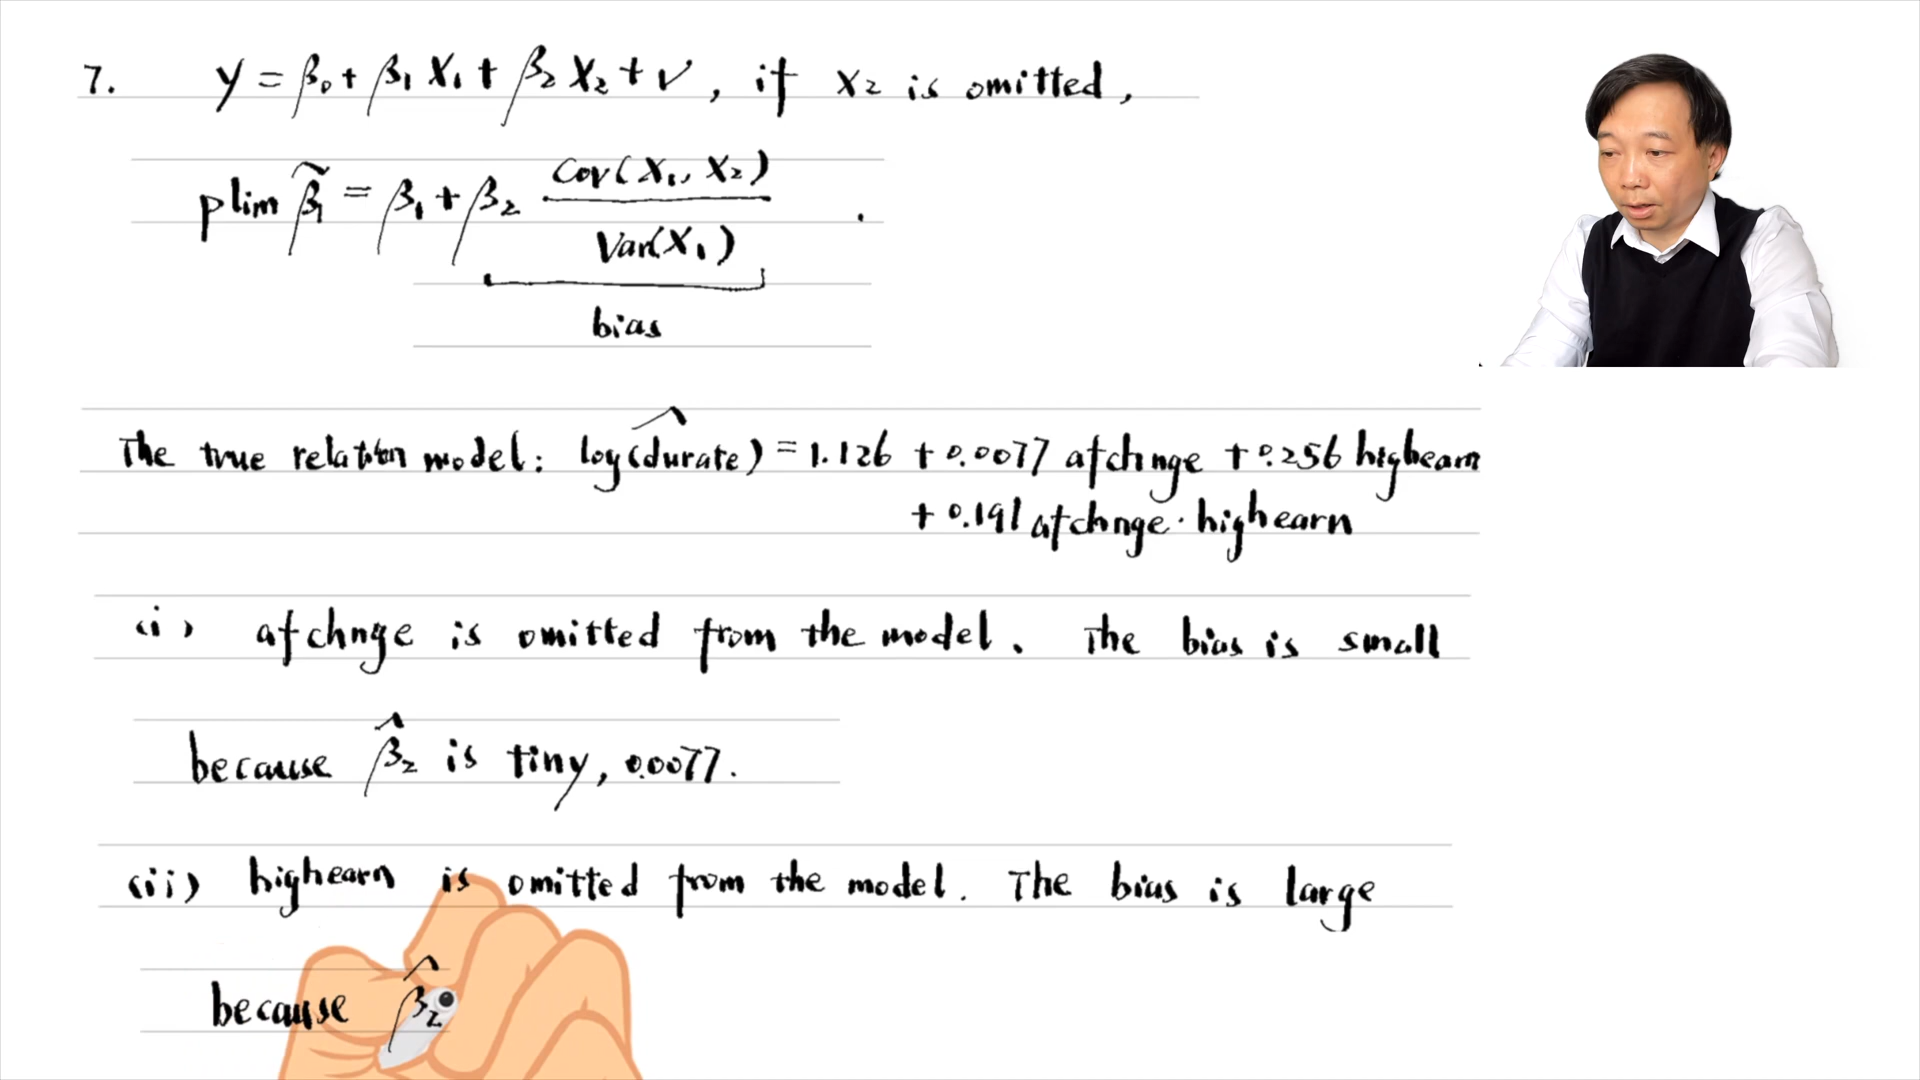 7. y = β₀ + β₁ x₁ + β₂ x₂ + v, if x₂ is omitted,
plim β̃₁ = β₁ + β₂ Cov(x₁, x₂) / Var(x₁) .
bias
The true relation model: log(durate)^ = 1.126 + 0.0077 afchnge + 0.256 highearn
+ 0.191 afchnge · highearn
(i) afchnge is omitted from the model. The bias is small
because β̂₂ is tiny, 0.0077.
(ii) highearn is omitted from the model. The bias is large
because β̂₂